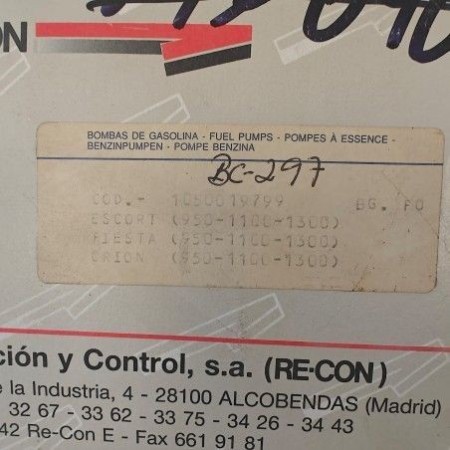 CON
BOMBAS DE GASOLINA - FUEL PUMPS - POMPES À ESSENCE -
BENZINPUMPEN - POMPE BENZINA
BC-297
COD.- 1050019799 BG. PO
ESCORT (950-1100-1300)
FIESTA (950-1100-1300)
ORION (950-1100-1300)
ción y Control, s.a. (RE-CON)
e la Industria, 4 - 28100 ALCOBENDAS (Madrid)
32 67 - 33 62 - 33 75 - 34 26 - 34 43
42 Re-Con E - Fax 661 91 81